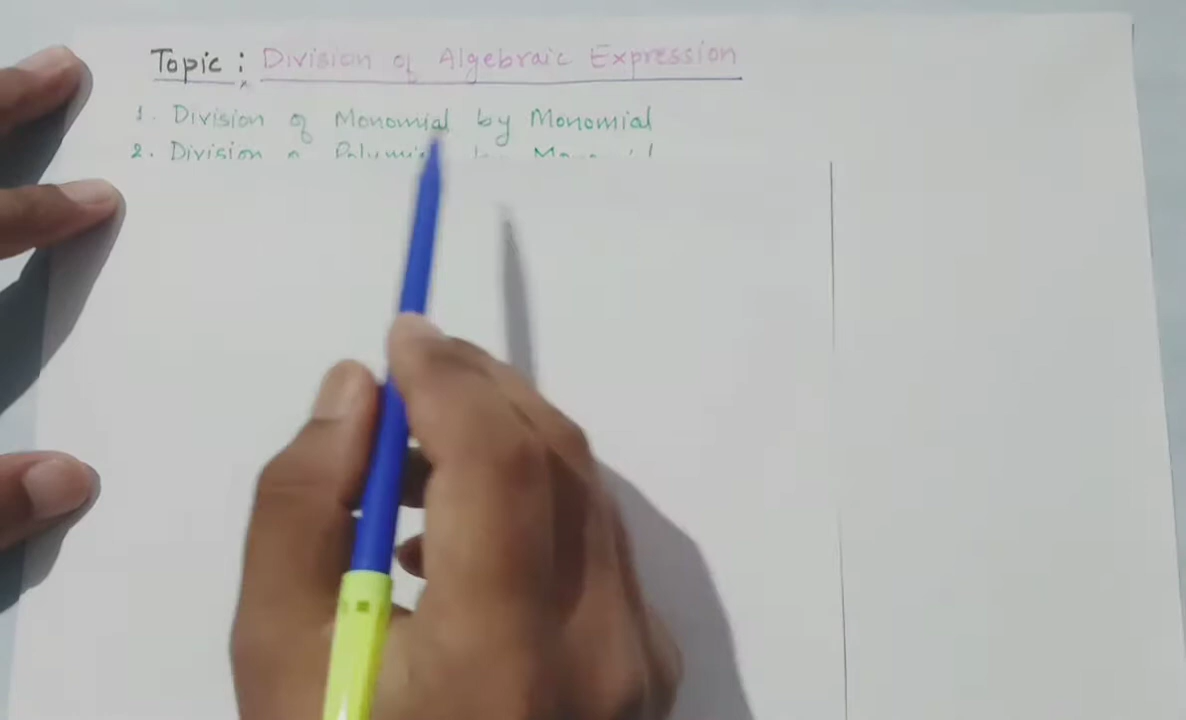 Topic: Division of Algebraic Expression
1. Division of Monomial by Monomial
2. Division